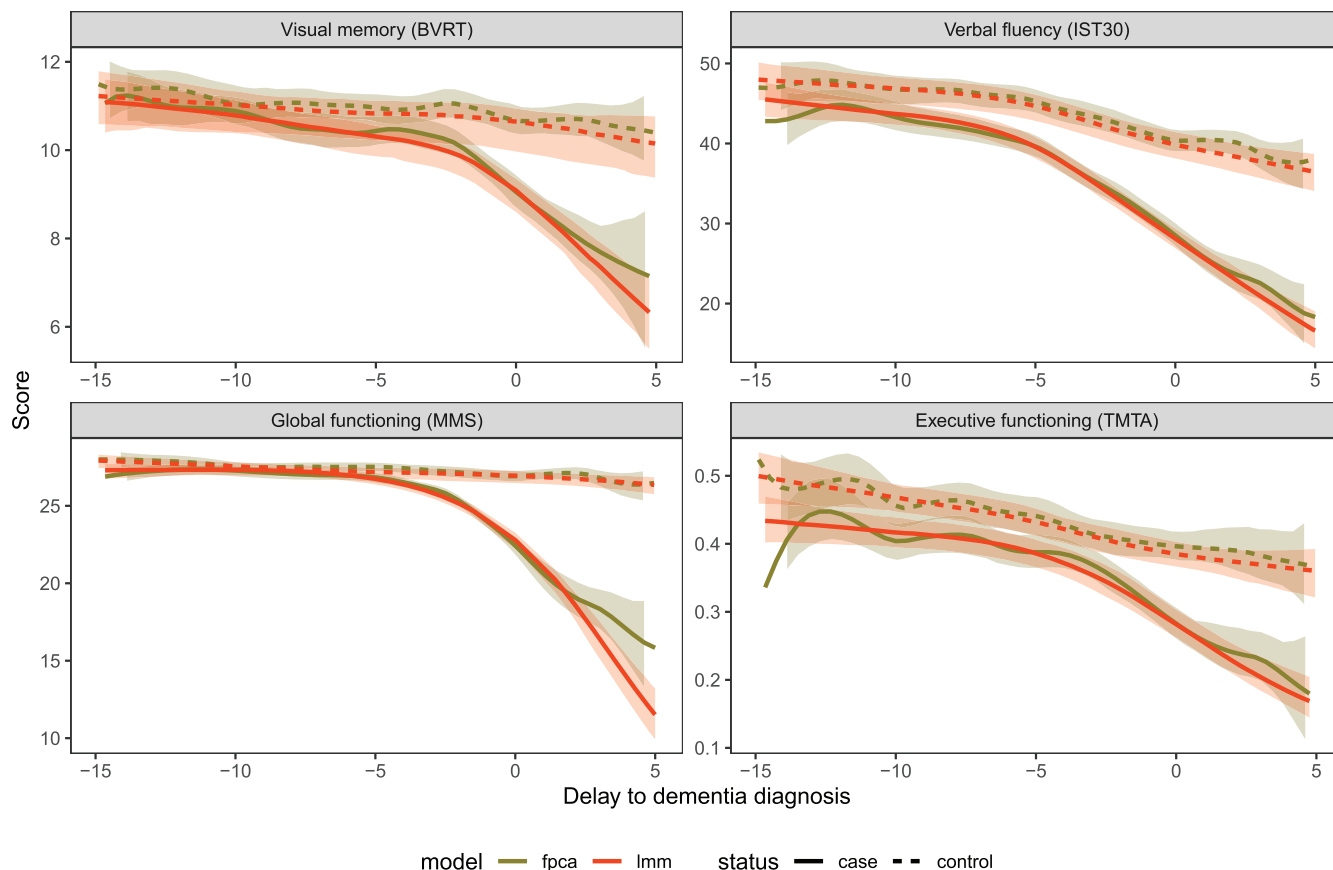 Visual memory (BVRT)
Verbal fluency (IST30)
12
10
8
6
50
40
30
20
−15 −10 −5 0 5
−15 −10 −5 0 5
Score
Global functioning (MMS)
Executive functioning (TMTA)
25
20
15
10
0.5
0.4
0.3
0.2
0.1
−15 −10 −5 0 5
−15 −10 −5 0 5
Delay to dementia diagnosis
model fpca lmm status case control